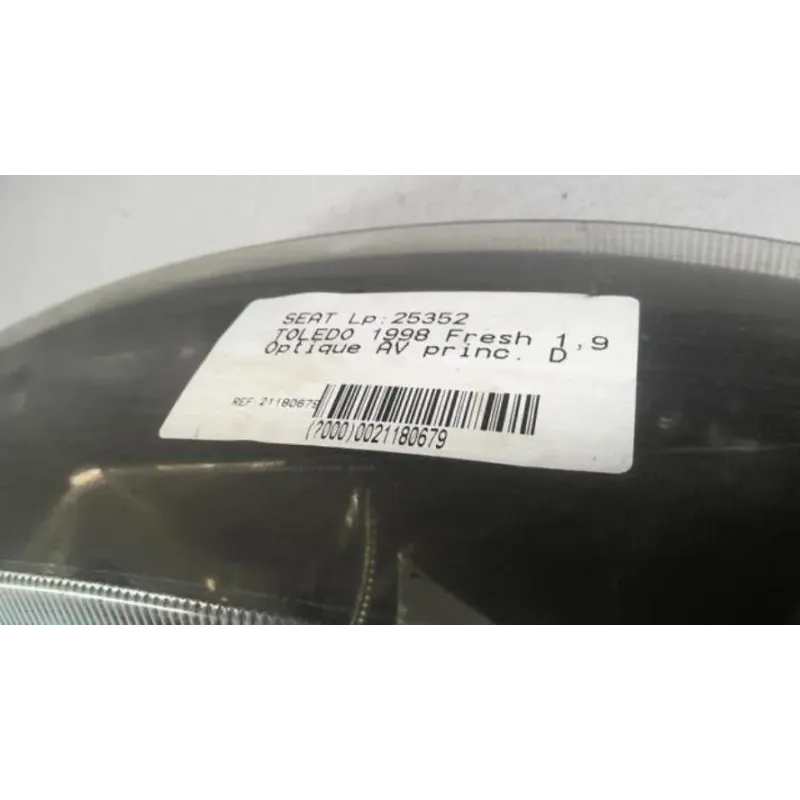 SEAT Lp:25352
TOLEDO 1998 Fresh 1,9
Optique AV princ. D
REF 21180679
(?000)0021180679